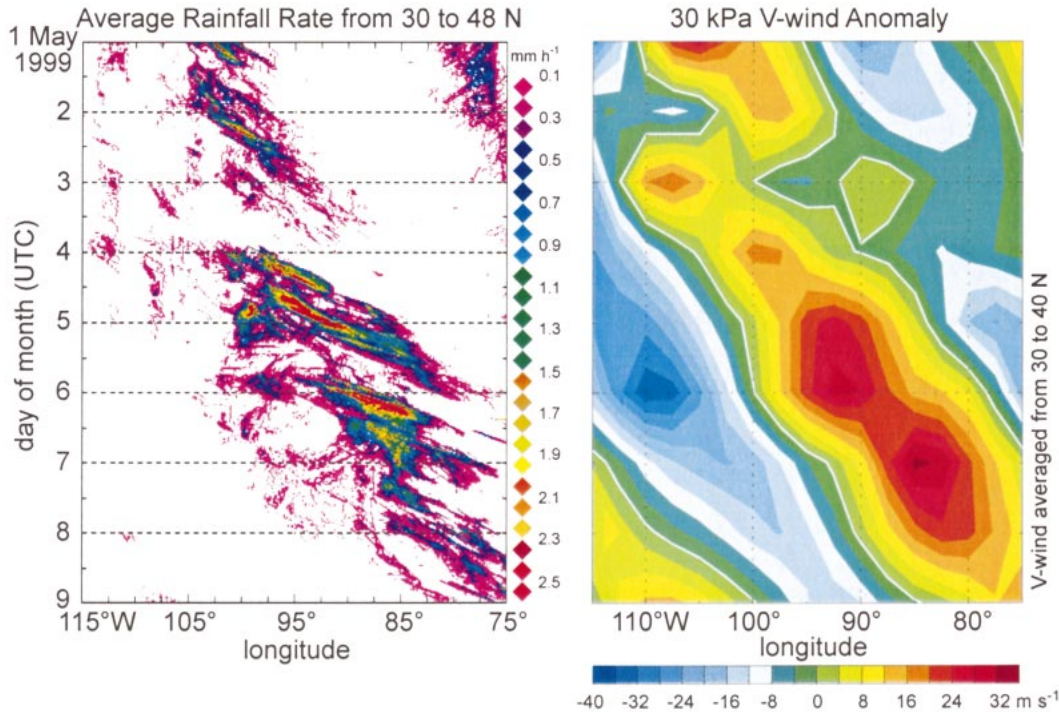 Average Rainfall Rate from 30 to 48 N
1 May
1999
2
3
4
5
6
7
8
9
day of month (UTC)
115°W 105° 95° 85° 75°
longitude
mm h⁻¹
0.1
0.3
0.5
0.7
0.9
1.1
1.3
1.5
1.7
1.9
2.1
2.3
2.5
30 kPa V-wind Anomaly
V-wind averaged from 30 to 40 N
110°W 100° 90° 80°
longitude
-40 -32 -24 -16 -8 0 8 16 24 32 m s⁻¹